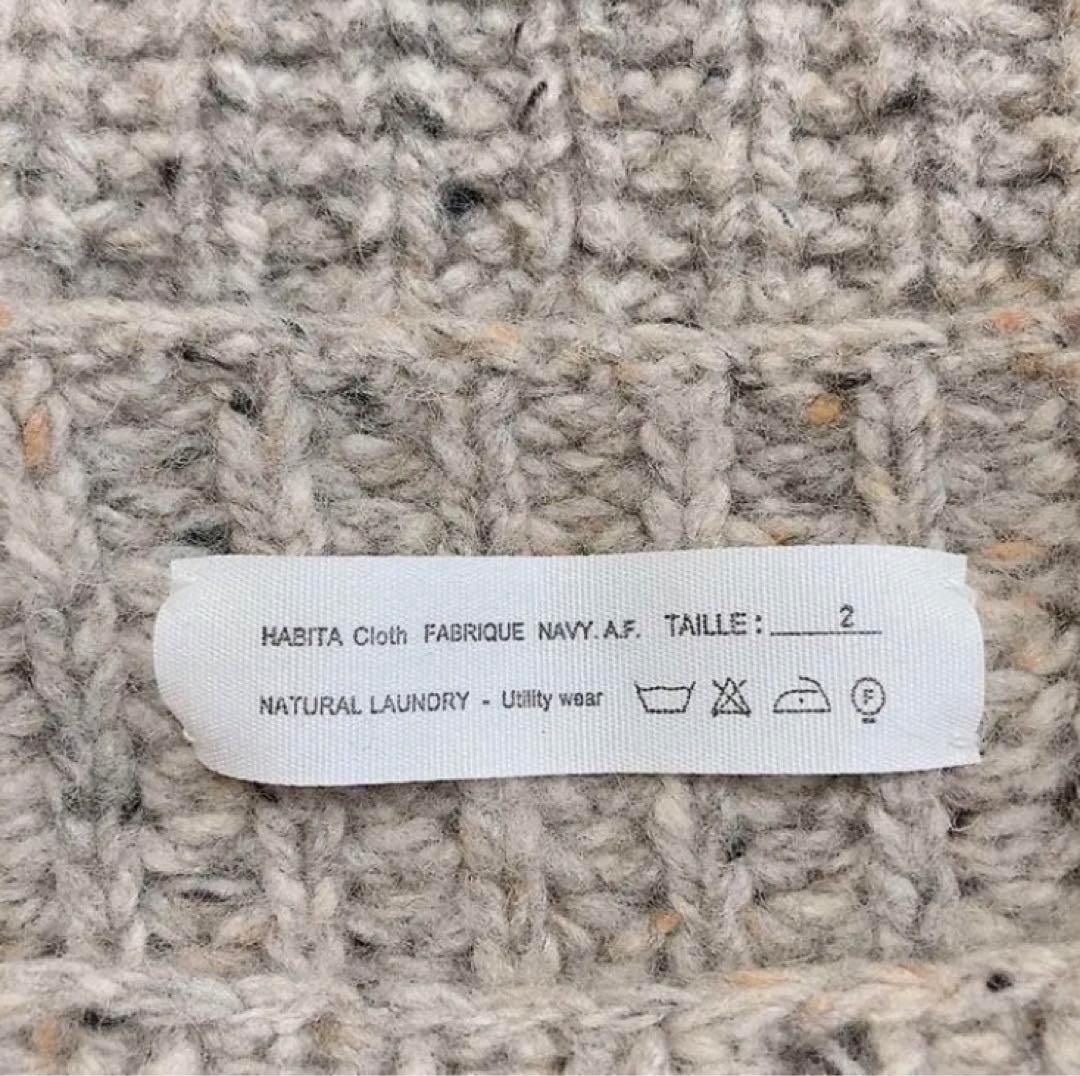 HABITA Cloth FABRIQUE NAVY. A.F. TAILLE : 2
NATURAL LAUNDRY - Utility wear F